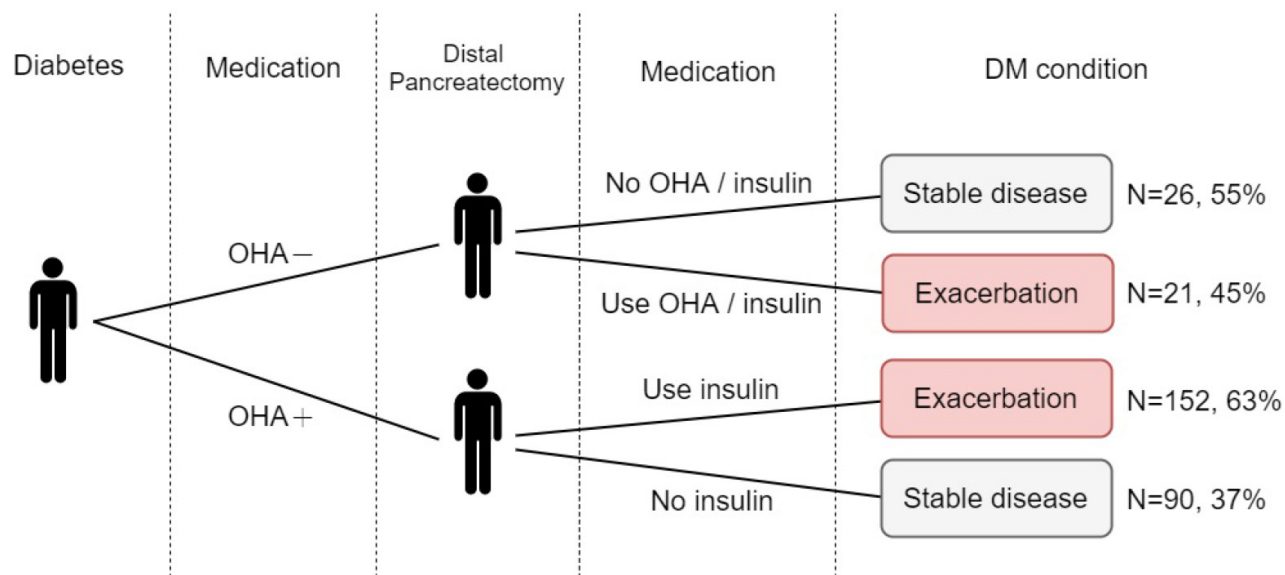 Diabetes
Medication
Distal
Pancreatectomy
Medication
DM condition
OHA−
OHA+
No OHA / insulin
Use OHA / insulin
Use insulin
No insulin
Stable disease
N=26, 55%
Exacerbation
N=21, 45%
Exacerbation
N=152, 63%
Stable disease
N=90, 37%